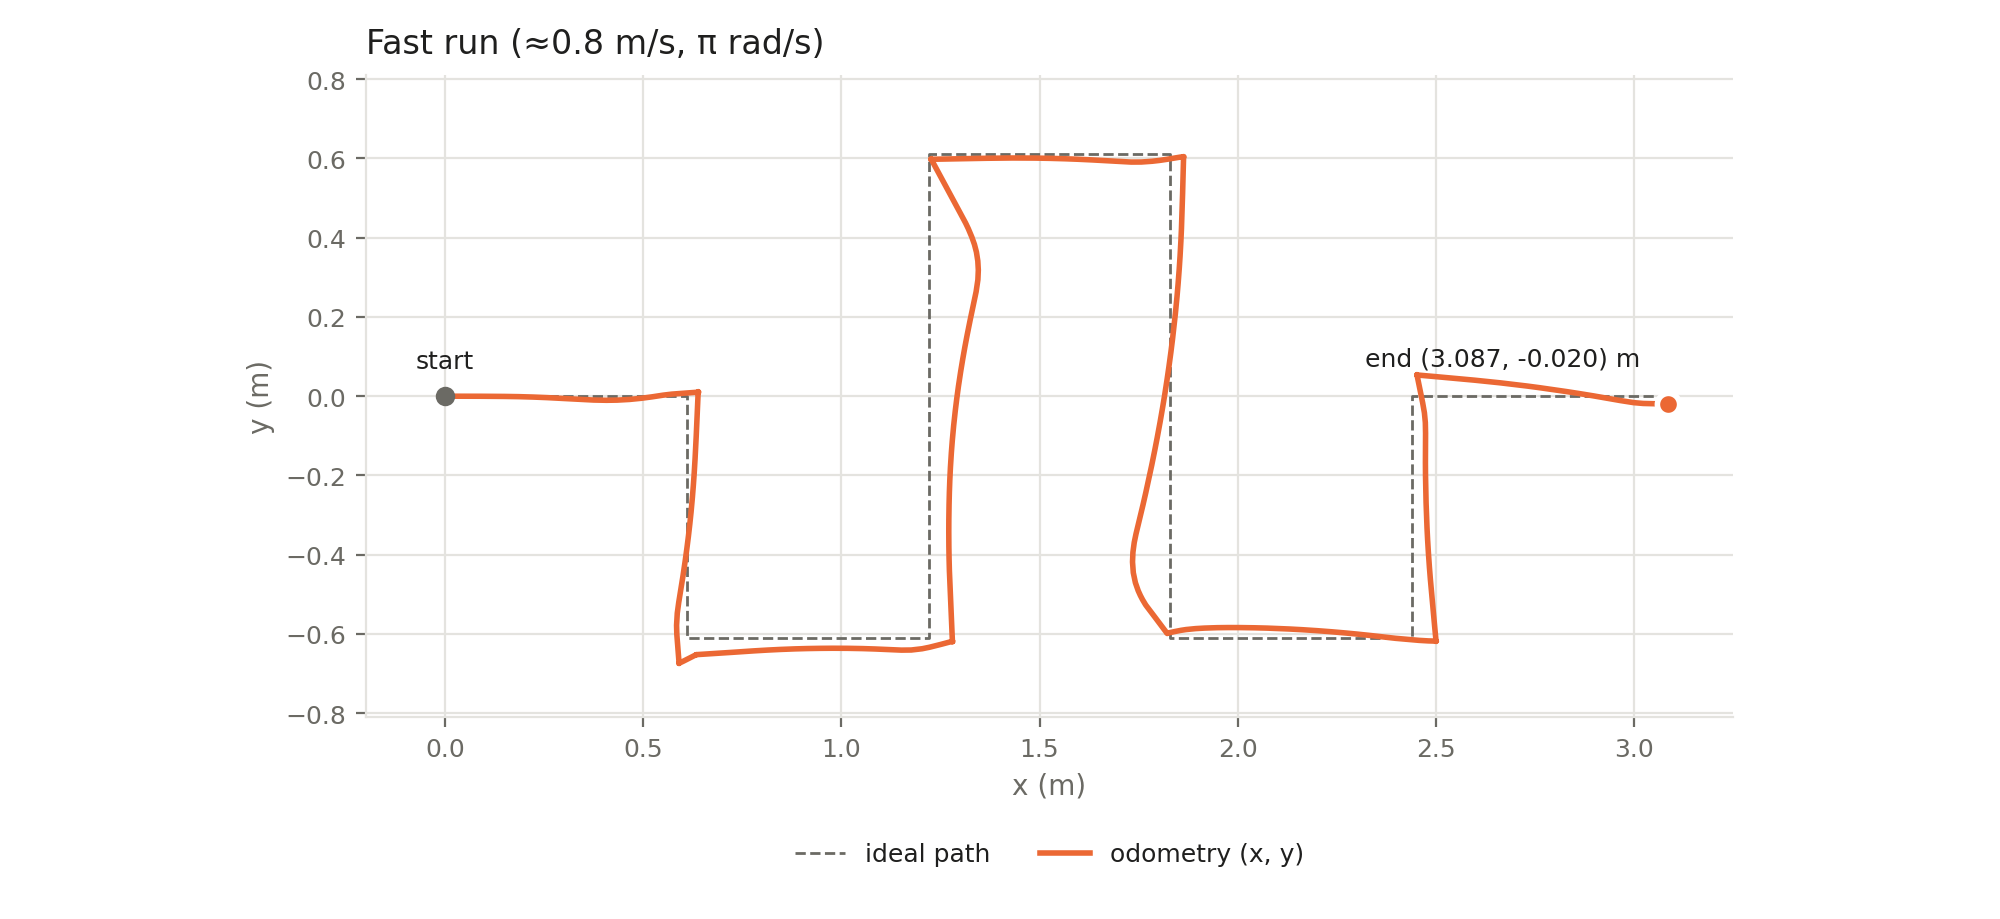 Fast run (≈0.8 m/s, π rad/s)
0.8
0.6
0.4
0.2
0.0
−0.2
−0.4
−0.6
−0.8
y (m)
start
end (3.087, -0.020) m
0.0 0.5 1.0 1.5 2.0 2.5 3.0
x (m)
ideal path odometry (x, y)